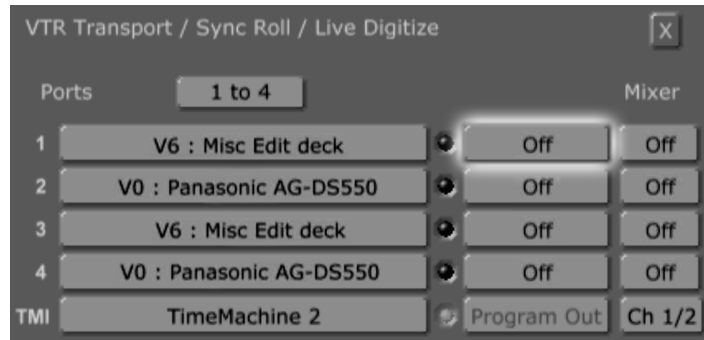 VTR Transport / Sync Roll / Live Digitize X
Ports 1 to 4 Mixer
1 V6 : Misc Edit deck Off Off
2 V0 : Panasonic AG-DS550 Off Off
3 V6 : Misc Edit deck Off Off
4 V0 : Panasonic AG-DS550 Off Off
TMI TimeMachine 2 Program Out Ch 1/2